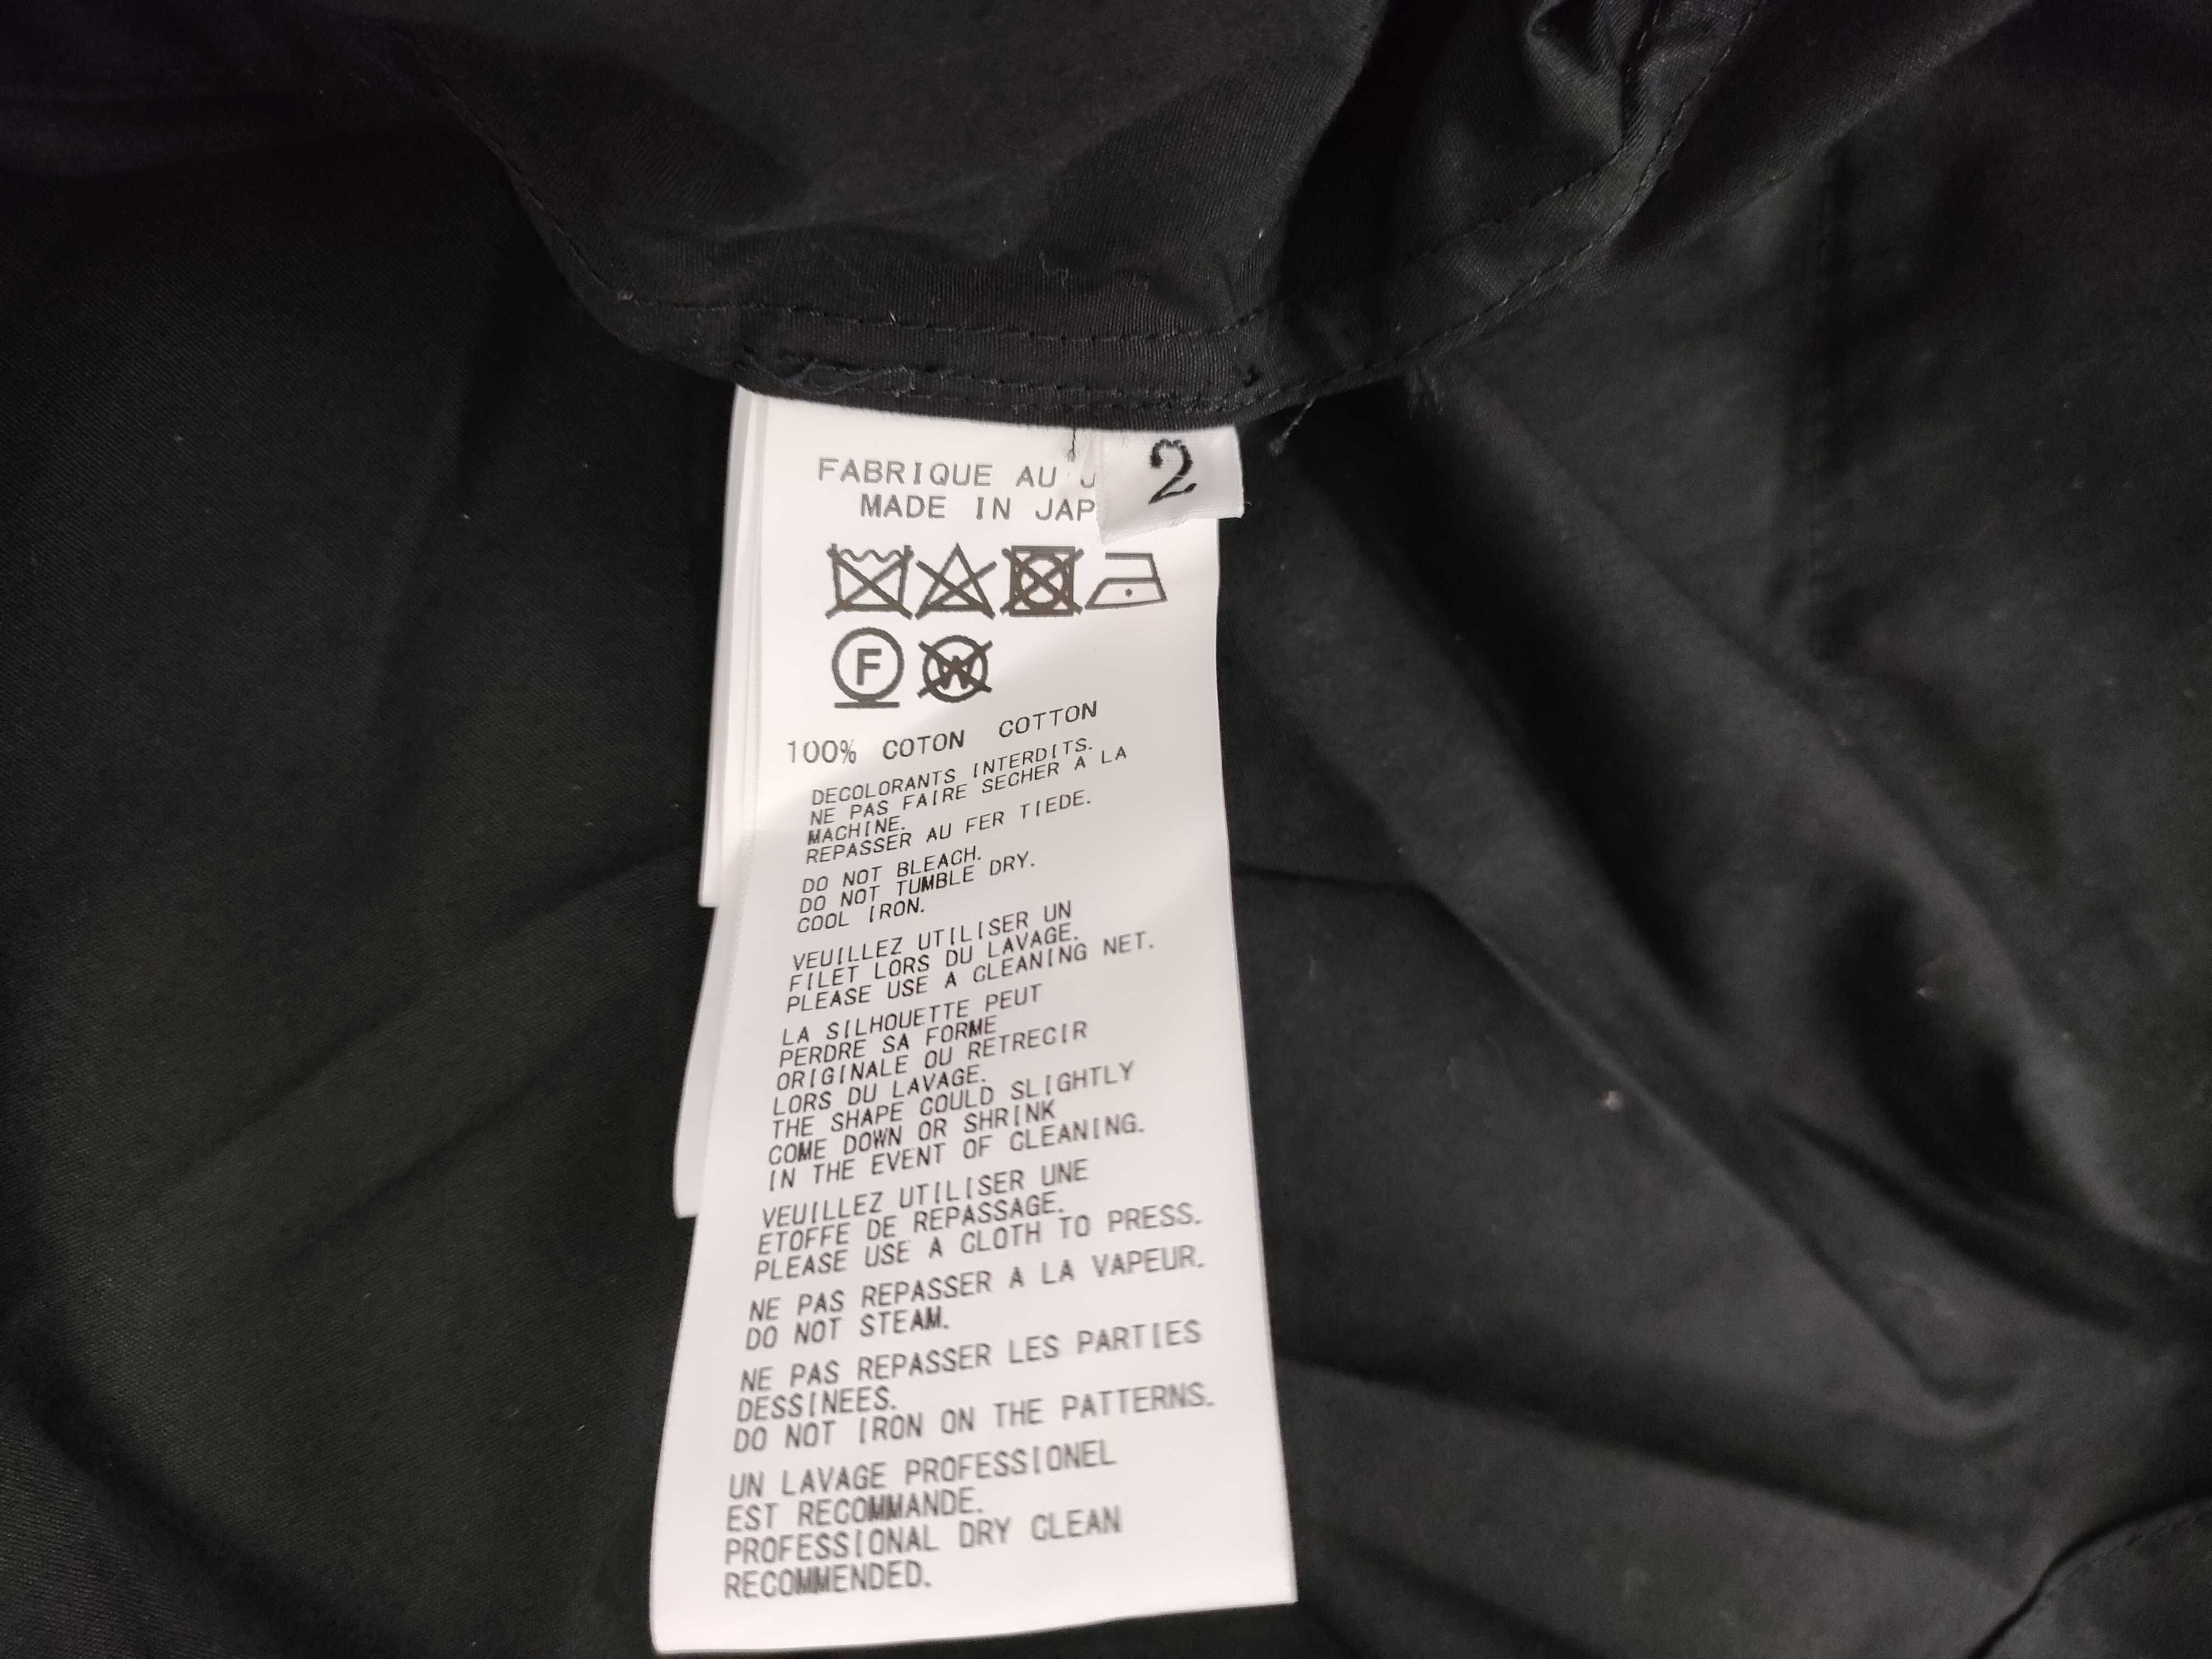 FABRIQUE AU J
2
MADE IN JAP
F
W
100% COTON COTTON
DECOLORANTS INTERDITS.
NE PAS FAIRE SECHER A LA
MACHINE.
REPASSER AU FER TIEDE.
DO NOT BLEACH.
DO NOT TUMBLE DRY.
COOL IRON.
VEUILLEZ UTILISER UN
FILET LORS DU LAVAGE.
PLEASE USE A CLEANING NET.
LA SILHOUETTE PEUT
PERDRE SA FORME
ORIGINALE OU RETRECIR
LORS DU LAVAGE.
THE SHAPE COULD SLIGHTLY
COME DOWN OR SHRINK
IN THE EVENT OF CLEANING.
VEUILLEZ UTILISER UNE
ETOFFE DE REPASSAGE.
PLEASE USE A CLOTH TO PRESS.
NE PAS REPASSER A LA VAPEUR.
DO NOT STEAM.
NE PAS REPASSER LES PARTIES
DESSINEES.
DO NOT IRON ON THE PATTERNS.
UN LAVAGE PROFESSIONEL
EST RECOMMANDE.
PROFESSIONAL DRY CLEAN
RECOMMENDED.